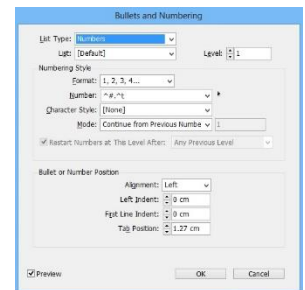 Bullets and Numbering
List Type: Numbers
List: [Default] Level: 1
Numbering Style
Format: 1, 2, 3, 4...
Number: ^#.^t
Character Style: [None]
Mode: Continue from Previous Numbe 1
Restart Numbers at This Level After: Any Previous Level
Bullet or Number Position
Alignment: Left
Left Indent: 0 cm
First Line Indent: 0 cm
Tab Position: 1.27 cm
Preview OK Cancel